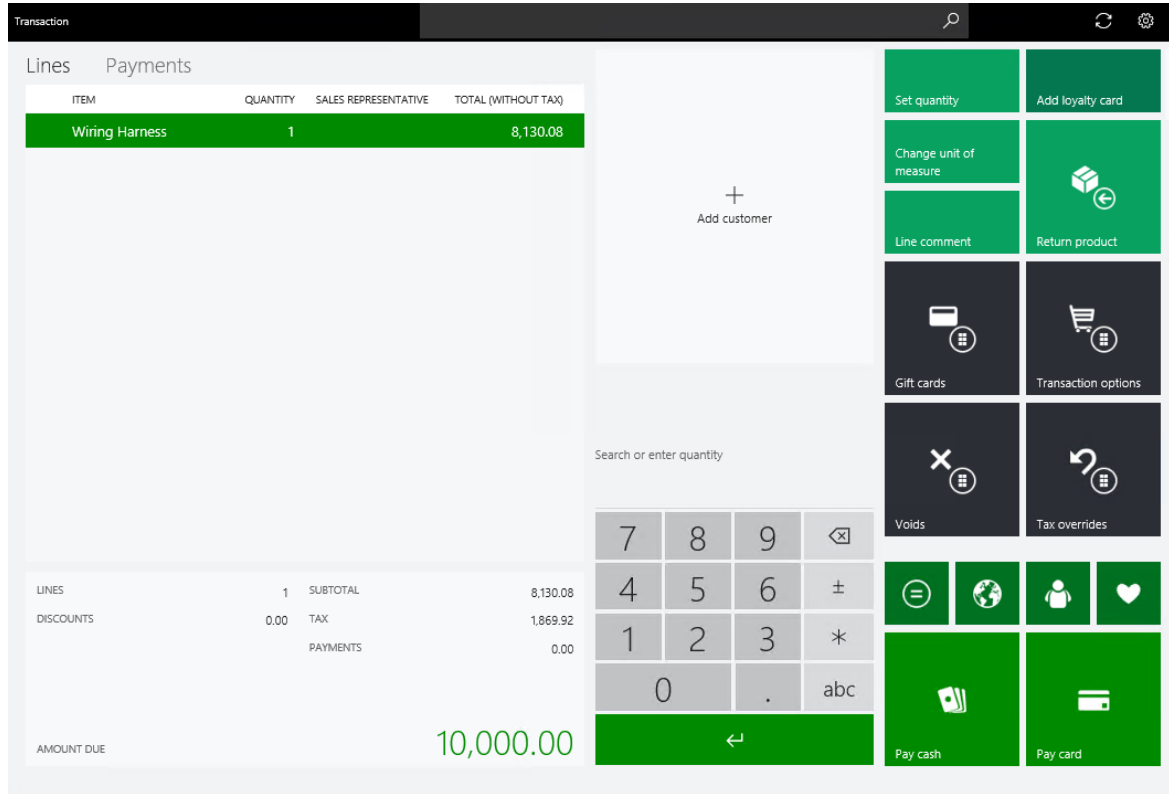 Transaction
Lines Payments
ITEM QUANTITY SALES REPRESENTATIVE TOTAL (WITHOUT TAX)
Wiring Harness 1 8,130.08
LINES 1 SUBTOTAL 8,130.08
DISCOUNTS 0.00 TAX 1,869.92
PAYMENTS 0.00
AMOUNT DUE 10,000.00
Add customer
Search or enter quantity
7 8 9
4 5 6 ±
1 2 3 *
0 . abc
Set quantity
Add loyalty card
Change unit of
measure
Line comment
Return product
Gift cards
Transaction options
Voids
Tax overrides
Pay cash
Pay card